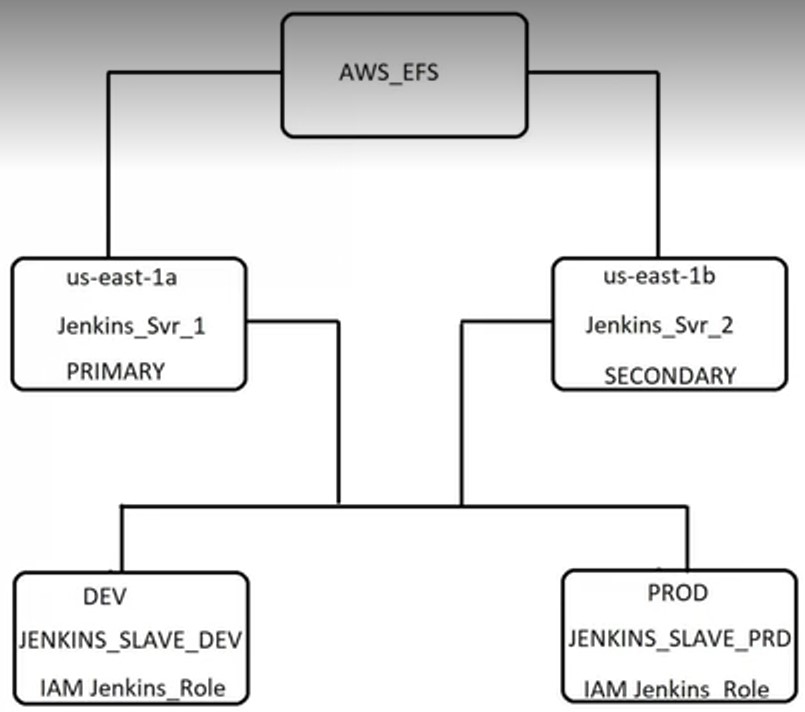 AWS_EFS
us-east-1a
Jenkins_Svr_1
PRIMARY
us-east-1b
Jenkins_Svr_2
SECONDARY
DEV
JENKINS_SLAVE_DEV
IAM Jenkins_Role
PROD
JENKINS_SLAVE_PRD
IAM Jenkins_Role